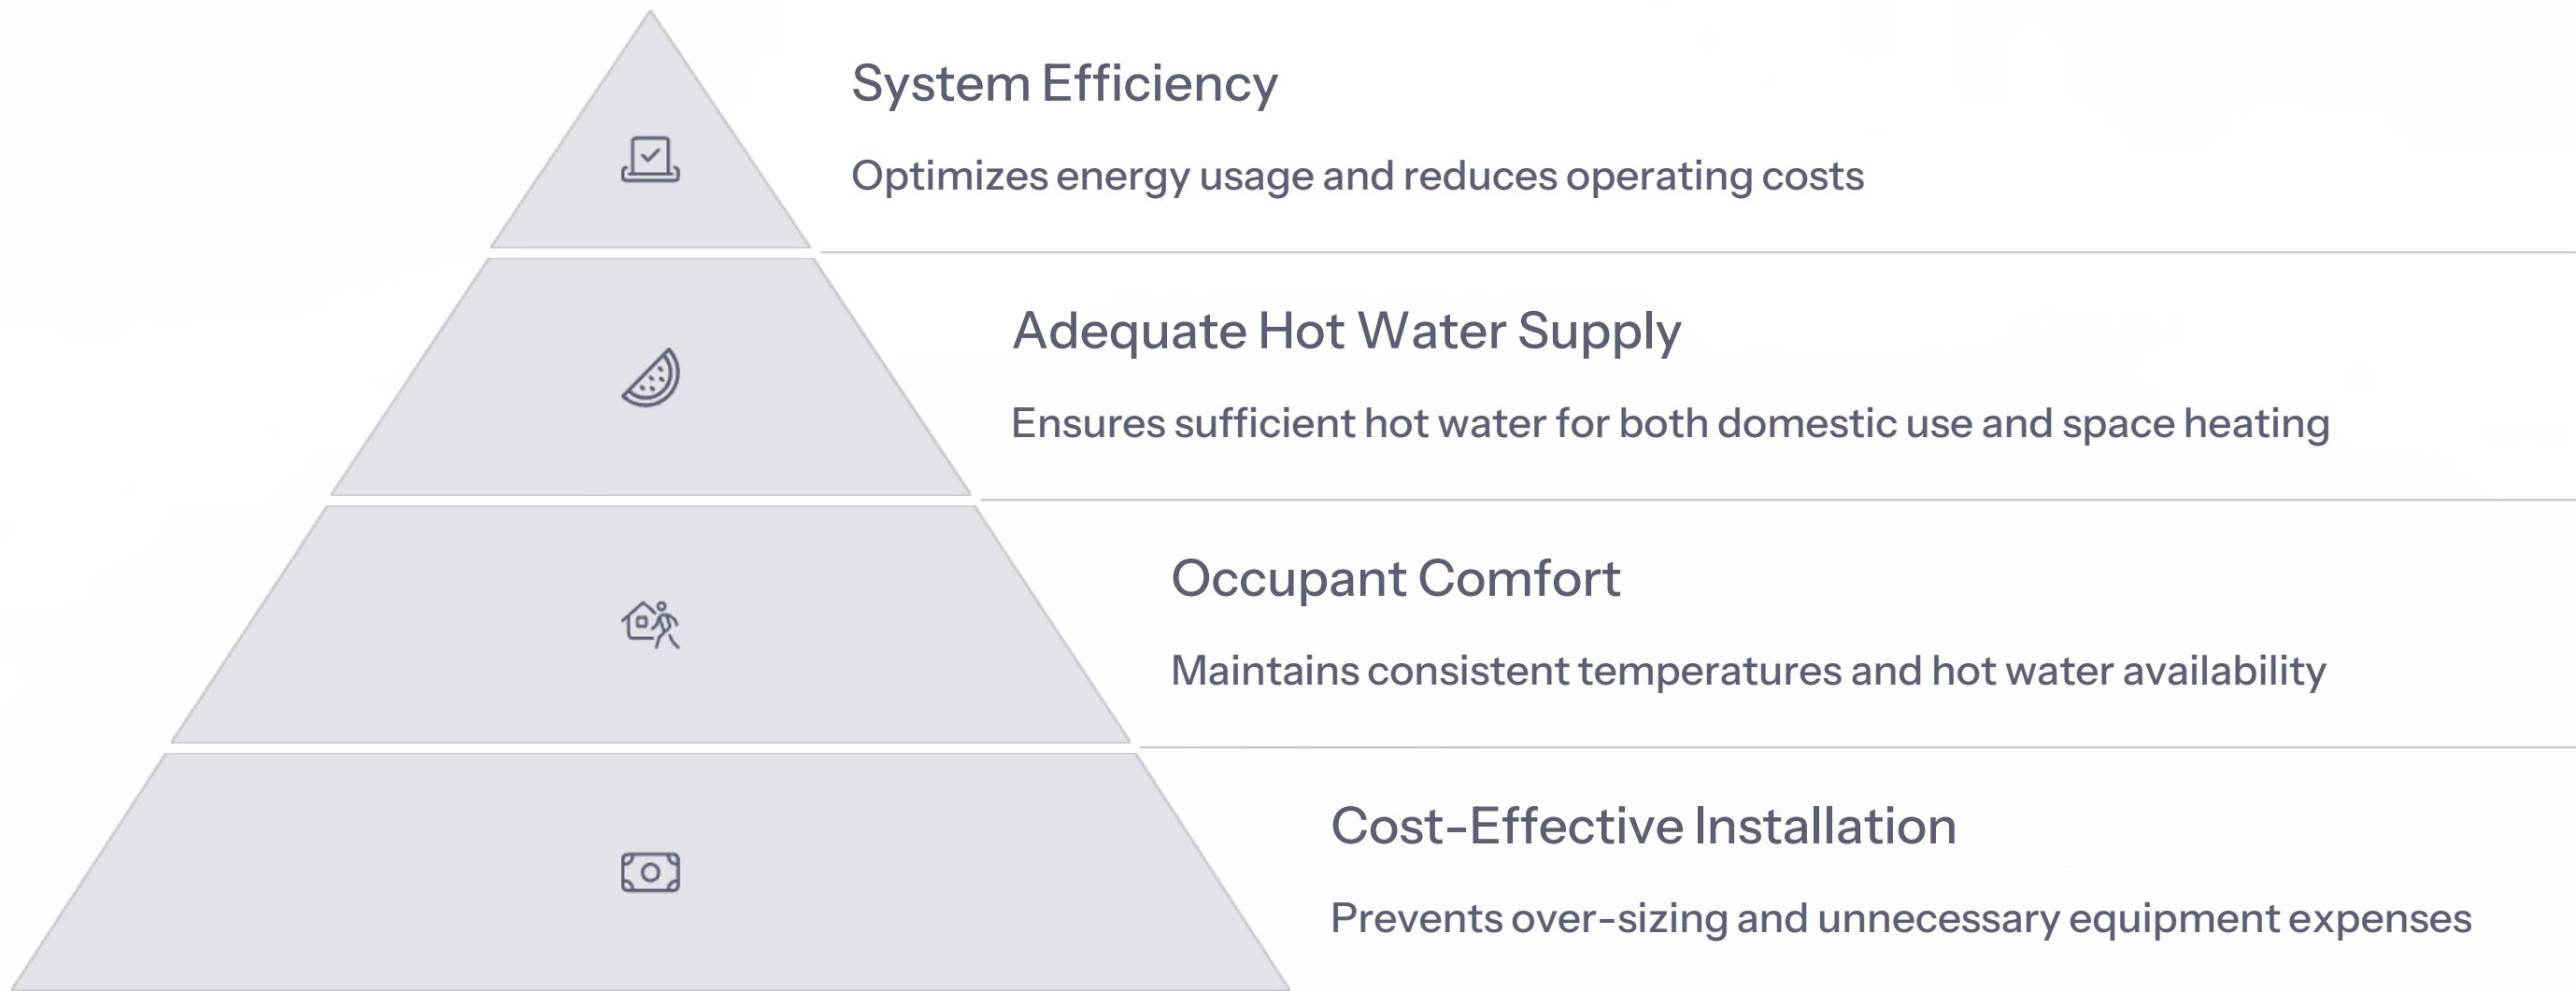 System Efficiency
Optimizes energy usage and reduces operating costs
Adequate Hot Water Supply
Ensures sufficient hot water for both domestic use and space heating
Occupant Comfort
Maintains consistent temperatures and hot water availability
Cost-Effective Installation
Prevents over-sizing and unnecessary equipment expenses